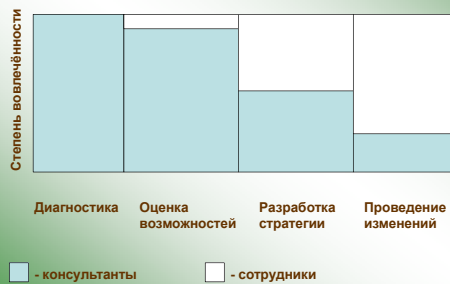 Степень вовлечённости
Диагностика
Оценка
возможностей
Разработка
стратегии
Проведение
изменений
- консультанты
- сотрудники